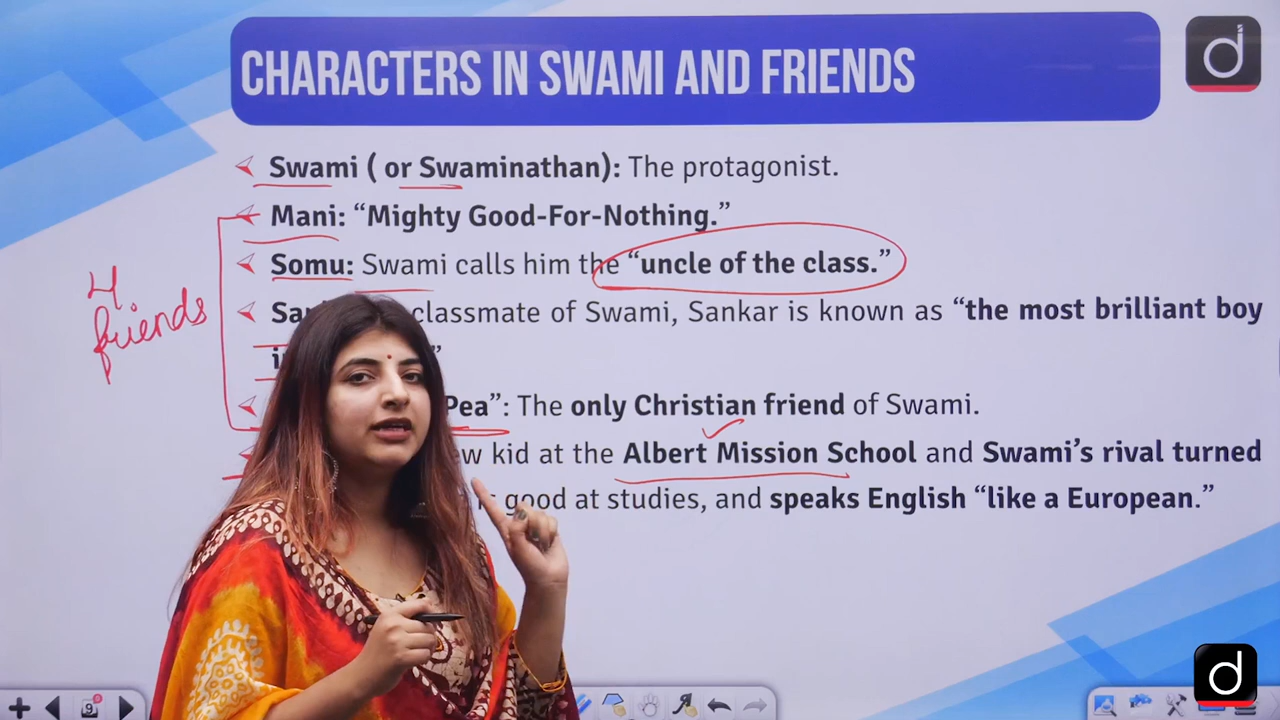 CHARACTERS IN SWAMI AND FRIENDS
d
Swami ( or Swaminathan): The protagonist.
Mani: “Mighty Good-For-Nothing.”
Somu: Swami calls him the “uncle of the class.”
classmate of Swami, Sankar is known as “the most brilliant boy
4
friends
Pea”: The only Christian friend of Swami.
kid at the Albert Mission School and Swami’s rival turned
good at studies, and speaks English “like a European.”
d
9